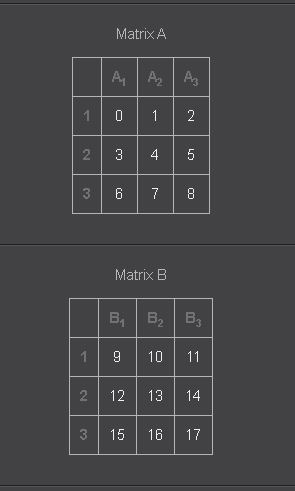 Matrix A
A₁ A₂ A₃
1 0 1 2
2 3 4 5
3 6 7 8
Matrix B
B₁ B₂ B₃
1 9 10 11
2 12 13 14
3 15 16 17